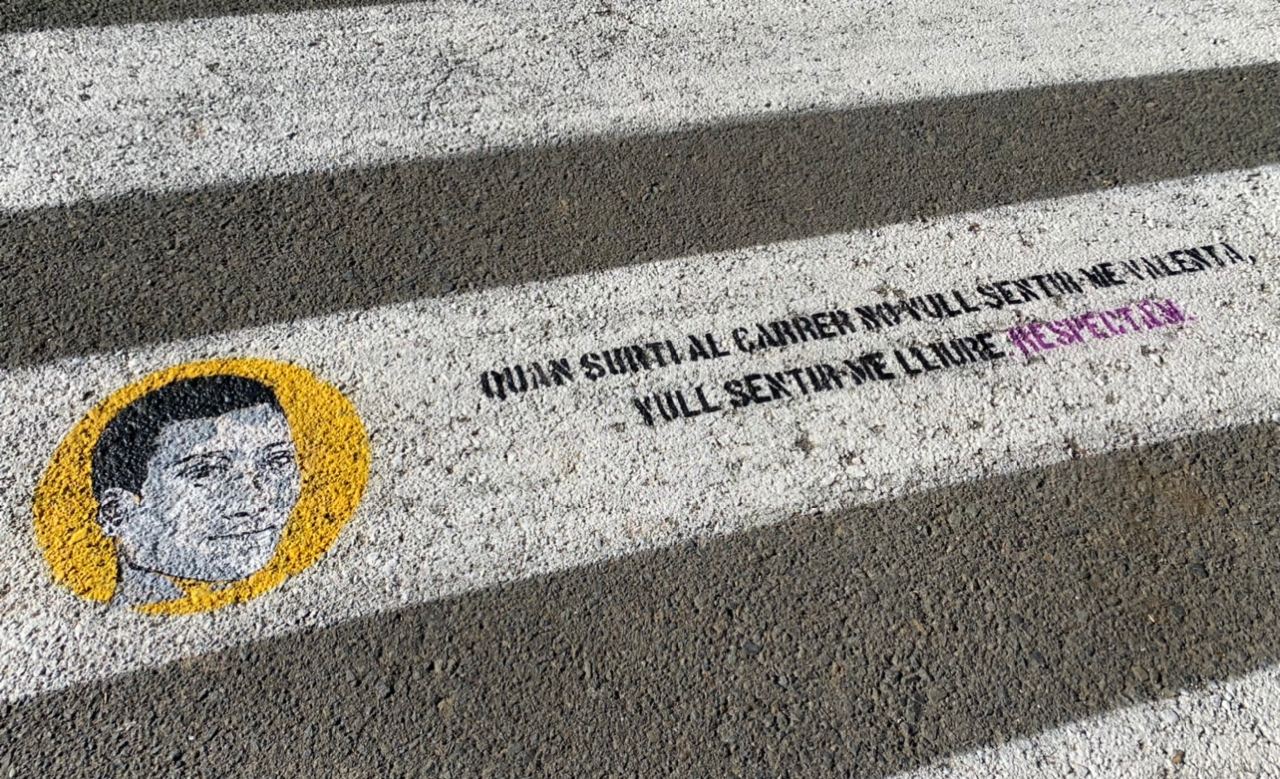 QUAN SURTI AL CARRER NO VULL SENTIR-ME VALENTA,
VULL SENTIR-ME LLIURE. RESPECTA'M.